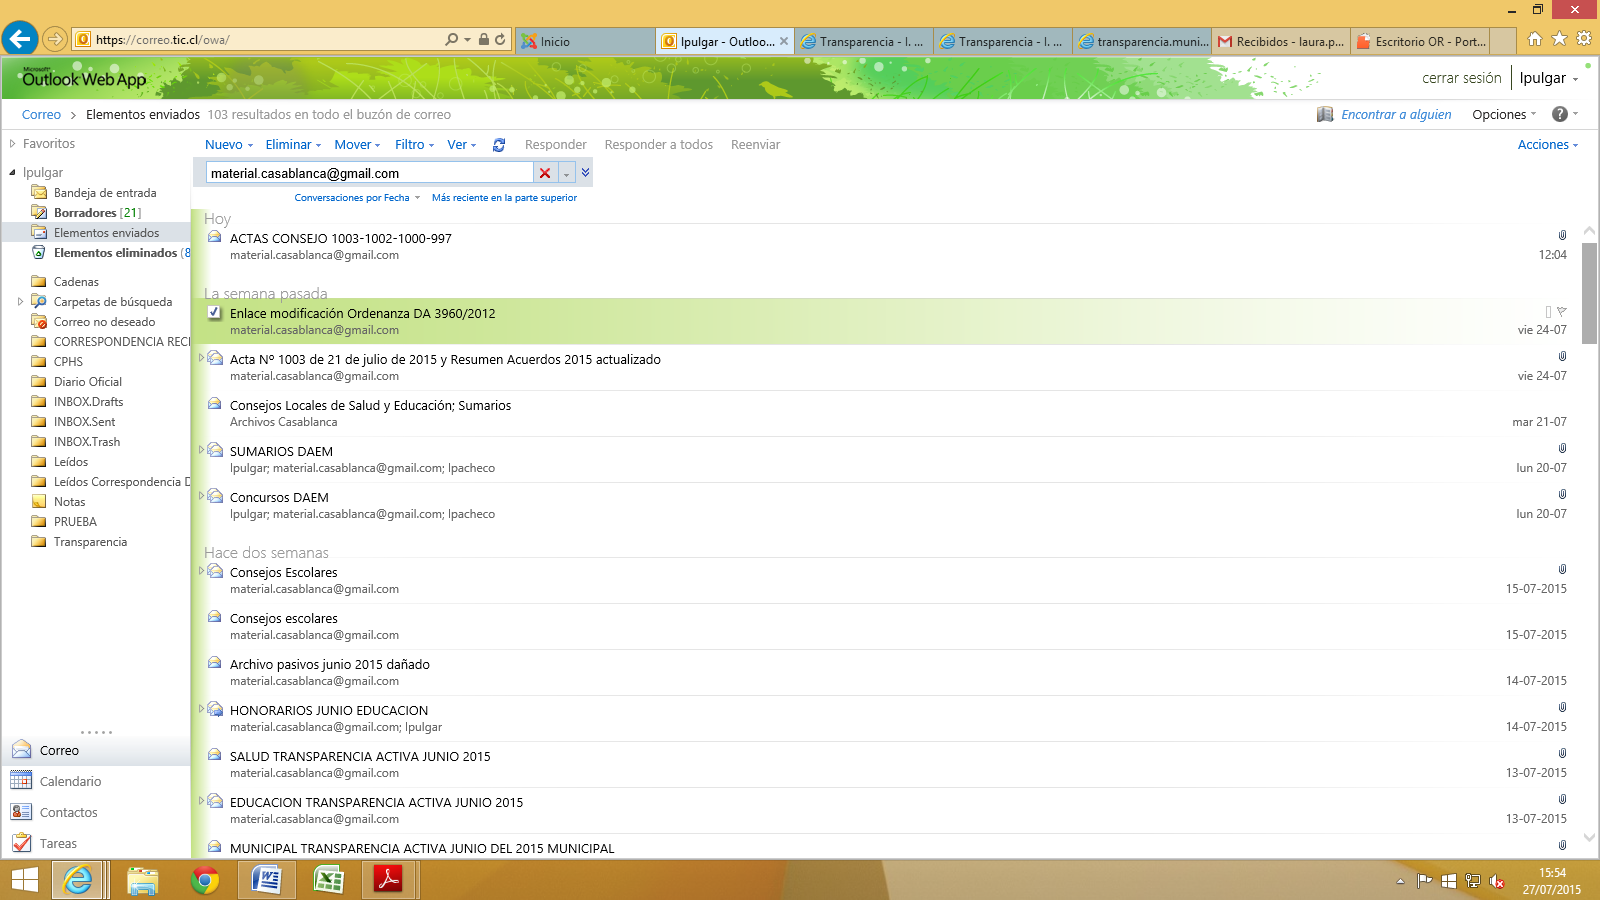 https://correo.tic.cl/owa/
Inicio
lpulgar - Outloo...
Transparencia - I. ...
Transparencia - I. ...
transparencia.muni...
Recibidos - laura.p...
Escritorio OR - Port...
Microsoft
Outlook Web App
cerrar sesión
lpulgar
Correo > Elementos enviados 103 resultados en todo el buzón de correo
Encontrar a alguien
Opciones
Favoritos
lpulgar
Bandeja de entrada
Borradores [21]
Elementos enviados
Elementos eliminados (8
Cadenas
Carpetas de búsqueda
Correo no deseado
CORRESPONDENCIA RECI
CPHS
Diario Oficial
INBOX.Drafts
INBOX.Sent
INBOX.Trash
Leídos
Leídos Correspondencia D
Notas
PRUEBA
Transparencia
Correo
Calendario
Contactos
Tareas
Nuevo Eliminar Mover Filtro Ver Responder Responder a todos Reenviar
Acciones
material.casablanca@gmail.com
Conversaciones por Fecha Más reciente en la parte superior
Hoy
ACTAS CONSEJO 1003-1002-1000-997
material.casablanca@gmail.com 12:04
La semana pasada
Enlace modificación Ordenanza DA 3960/2012
material.casablanca@gmail.com vie 24-07
Acta Nº 1003 de 21 de julio de 2015 y Resumen Acuerdos 2015 actualizado
material.casablanca@gmail.com vie 24-07
Consejos Locales de Salud y Educación; Sumarios
Archivos Casablanca mar 21-07
SUMARIOS DAEM
lpulgar; material.casablanca@gmail.com; lpacheco lun 20-07
Concursos DAEM
lpulgar; material.casablanca@gmail.com; lpacheco lun 20-07
Hace dos semanas
Consejos Escolares
material.casablanca@gmail.com 15-07-2015
Consejos escolares
material.casablanca@gmail.com 15-07-2015
Archivo pasivos junio 2015 dañado
material.casablanca@gmail.com 14-07-2015
HONORARIOS JUNIO EDUCACION
material.casablanca@gmail.com; lpulgar 14-07-2015
SALUD TRANSPARENCIA ACTIVA JUNIO 2015
material.casablanca@gmail.com 13-07-2015
EDUCACION TRANSPARENCIA ACTIVA JUNIO 2015
material.casablanca@gmail.com 13-07-2015
MUNICIPAL TRANSPARENCIA ACTIVA JUNIO DEL 2015 MUNICIPAL
15:54
27/07/2015